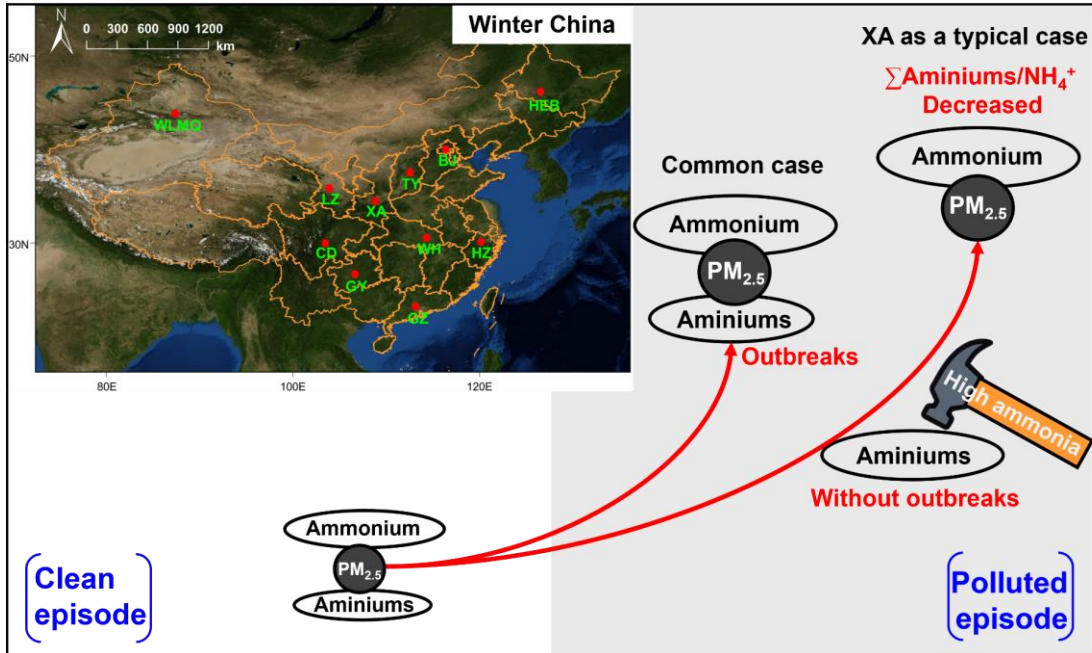 N
0 300 600 900 1200
km
Winter China
50N
30N
80E 100E 120E
WLMQ
HEB
BJ
TY
LZ
XA
CD
WH
HZ
GY
GZ
XA as a typical case
∑Aminiums/NH₄⁺
Decreased
Ammonium
PM₂.₅
Common case
Ammonium
PM₂.₅
Aminiums
Outbreaks
High ammonia
Aminiums
Without outbreaks
Ammonium
PM₂.₅
Aminiums
Clean
episode
Polluted
episode